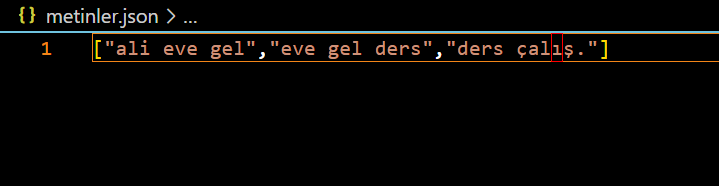 {} metinler.json > ...
1 ["ali eve gel","eve gel ders","ders çalış."]